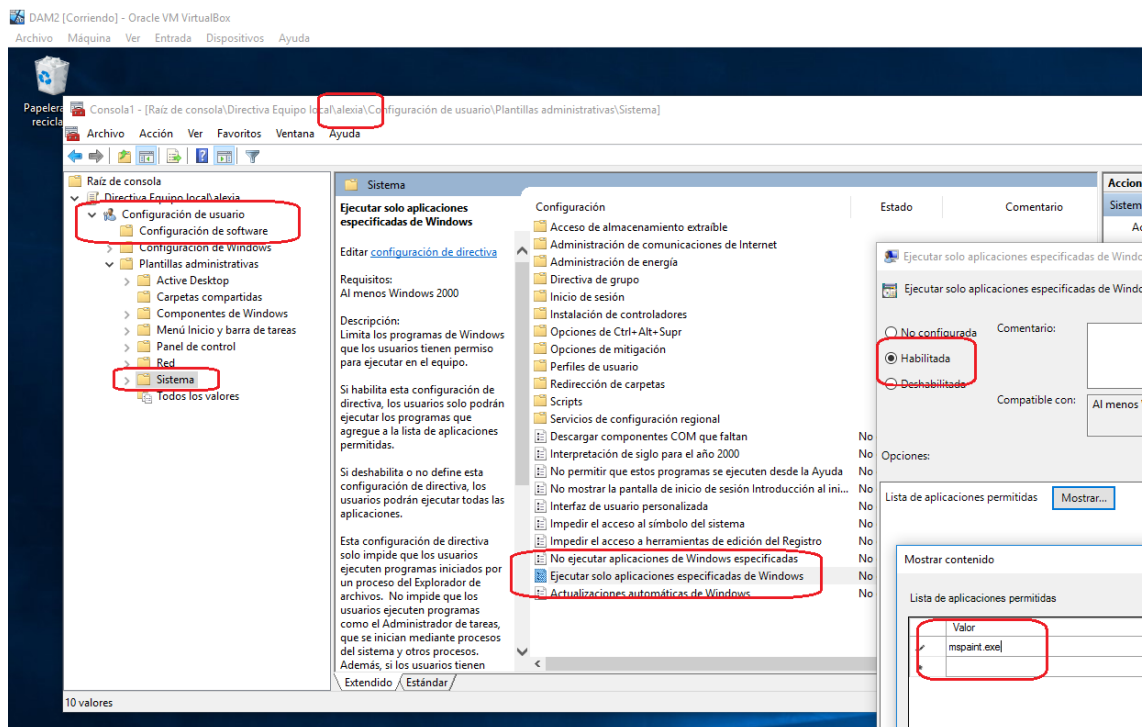 DAM2 [Corriendo] - Oracle VM VirtualBox
Archivo Máquina Ver Entrada Dispositivos Ayuda
Papelera
recicla
Consola1 - [Raíz de consola\Directiva Equipo local\alexia\Configuración de usuario\Plantillas administrativas\Sistema]
Archivo Acción Ver Favoritos Ventana Ayuda
Raíz de consola
Directiva Equipo local\alexia
Configuración de usuario
Configuración de software
Configuración de Windows
Plantillas administrativas
Active Desktop
Carpetas compartidas
Componentes de Windows
Menú Inicio y barra de tareas
Panel de control
Red
Sistema
Todos los valores
Sistema
Ejecutar solo aplicaciones
especificadas de Windows
Editar configuración de directiva
Requisitos:
Al menos Windows 2000
Descripción:
Limita los programas de Windows
que los usuarios tienen permiso
para ejecutar en el equipo.
Si habilita esta configuración de
directiva, los usuarios solo podrán
ejecutar los programas que
agregue a la lista de aplicaciones
permitidas.
Si deshabilita o no define esta
configuración de directiva, los
usuarios podrán ejecutar todas las
aplicaciones.
Esta configuración de directiva
solo impide que los usuarios
ejecuten programas iniciados por
un proceso del Explorador de
archivos. No impide que los
usuarios ejecuten programas
como el Administrador de tareas,
que se inician mediante procesos
del sistema y otros procesos.
Además, si los usuarios tienen
Configuración Estado Comentario
Acceso de almacenamiento extraíble
Administración de comunicaciones de Internet
Administración de energía
Directiva de grupo
Inicio de sesión
Instalación de controladores
Opciones de Ctrl+Alt+Supr
Opciones de mitigación
Perfiles de usuario
Redirección de carpetas
Scripts
Servicios de configuración regional
Descargar componentes COM que faltan No
Interpretación de siglo para el año 2000 No
No permitir que estos programas se ejecuten desde la Ayuda No
No mostrar la pantalla de inicio de sesión Introducción al ini... No
Interfaz de usuario personalizada No
Impedir el acceso al símbolo del sistema No
Impedir el acceso a herramientas de edición del Registro No
No ejecutar aplicaciones de Windows especificadas No
Ejecutar solo aplicaciones especificadas de Windows No
Actualizaciones automáticas de Windows No
Extendido Estándar
10 valores
Accion
Sistem
Ac
Ejecutar solo aplicaciones especificadas de Windo
Ejecutar solo aplicaciones especificadas de Windo
No configurada Comentario:
Habilitada
Deshabilitada
Compatible con: Al menos
Opciones:
Lista de aplicaciones permitidas Mostrar...
Mostrar contenido
Lista de aplicaciones permitidas
Valor
mspaint.exe